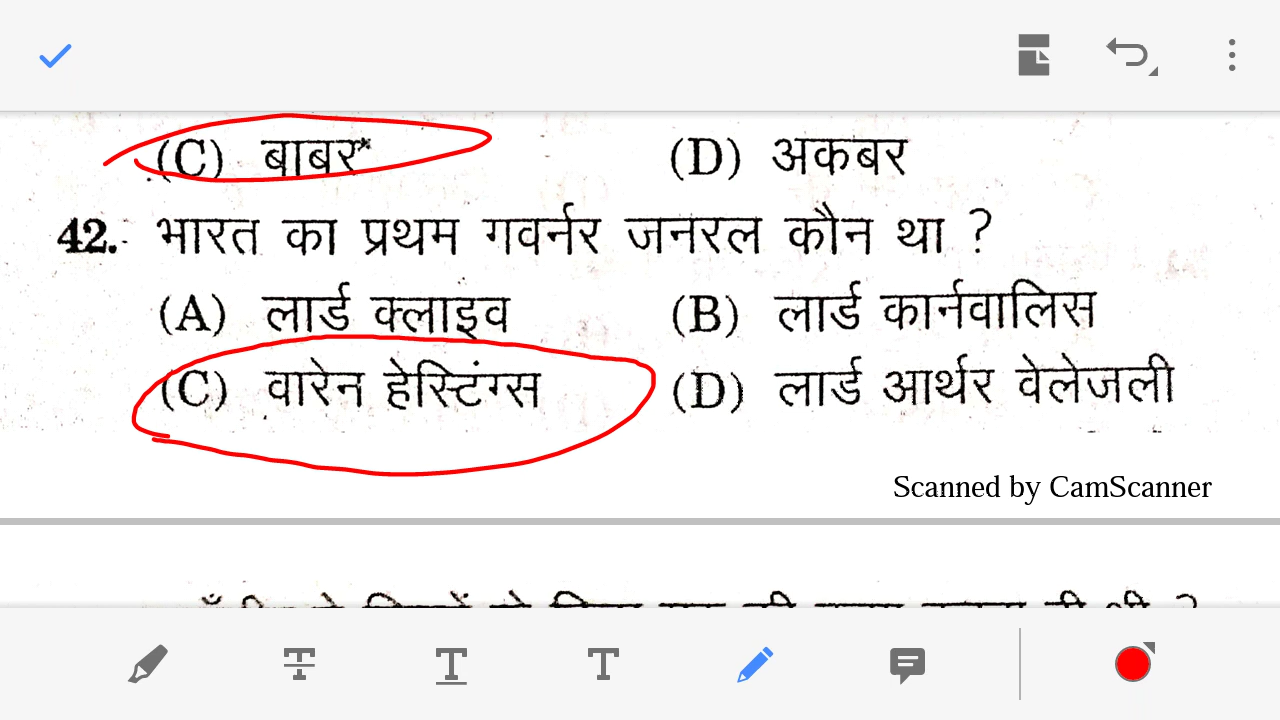 (C) बाबर* (D) अकबर
42. भारत का प्रथम गवर्नर जनरल कौन था ?
(A) लार्ड क्लाइव (B) लार्ड कार्नवालिस
(C) वारेन हेस्टिंग्स (D) लार्ड आर्थर वेलेजली
Scanned by CamScanner
T T T